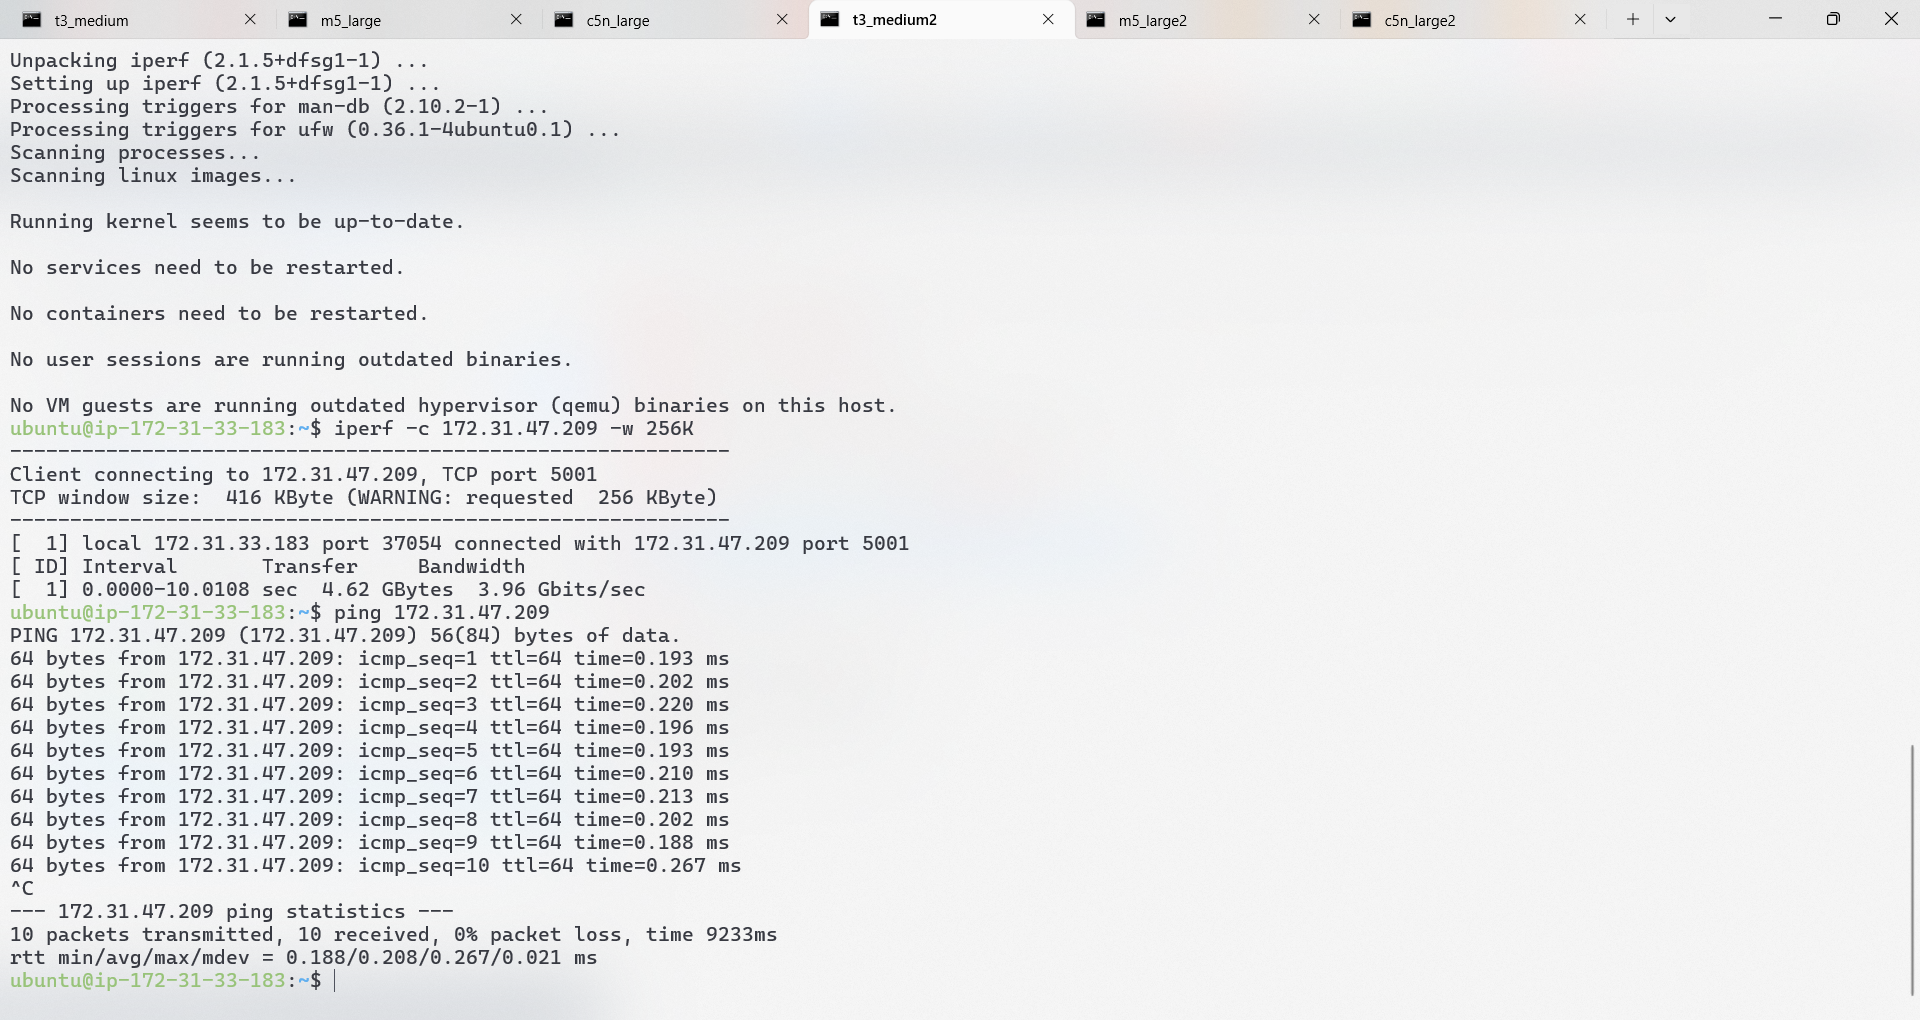 t3_medium m5_large c5n_large t3_medium2 m5_large2 c5n_large2
Unpacking iperf (2.1.5+dfsg1-1) ...
Setting up iperf (2.1.5+dfsg1-1) ...
Processing triggers for man-db (2.10.2-1) ...
Processing triggers for ufw (0.36.1-4ubuntu0.1) ...
Scanning processes...
Scanning linux images...
Running kernel seems to be up-to-date.
No services need to be restarted.
No containers need to be restarted.
No user sessions are running outdated binaries.
No VM guests are running outdated hypervisor (qemu) binaries on this host.
ubuntu@ip-172-31-33-183:~$ iperf -c 172.31.47.209 -w 256K
------------------------------------------------------------
Client connecting to 172.31.47.209, TCP port 5001
TCP window size:  416 KByte (WARNING: requested  256 KByte)
------------------------------------------------------------
[  1] local 172.31.33.183 port 37054 connected with 172.31.47.209 port 5001
[ ID] Interval       Transfer     Bandwidth
[  1] 0.0000-10.0108 sec  4.62 GBytes  3.96 Gbits/sec
ubuntu@ip-172-31-33-183:~$ ping 172.31.47.209
PING 172.31.47.209 (172.31.47.209) 56(84) bytes of data.
64 bytes from 172.31.47.209: icmp_seq=1 ttl=64 time=0.193 ms
64 bytes from 172.31.47.209: icmp_seq=2 ttl=64 time=0.202 ms
64 bytes from 172.31.47.209: icmp_seq=3 ttl=64 time=0.220 ms
64 bytes from 172.31.47.209: icmp_seq=4 ttl=64 time=0.196 ms
64 bytes from 172.31.47.209: icmp_seq=5 ttl=64 time=0.193 ms
64 bytes from 172.31.47.209: icmp_seq=6 ttl=64 time=0.210 ms
64 bytes from 172.31.47.209: icmp_seq=7 ttl=64 time=0.213 ms
64 bytes from 172.31.47.209: icmp_seq=8 ttl=64 time=0.202 ms
64 bytes from 172.31.47.209: icmp_seq=9 ttl=64 time=0.188 ms
64 bytes from 172.31.47.209: icmp_seq=10 ttl=64 time=0.267 ms
^C
--- 172.31.47.209 ping statistics ---
10 packets transmitted, 10 received, 0% packet loss, time 9233ms
rtt min/avg/max/mdev = 0.188/0.208/0.267/0.021 ms
ubuntu@ip-172-31-33-183:~$